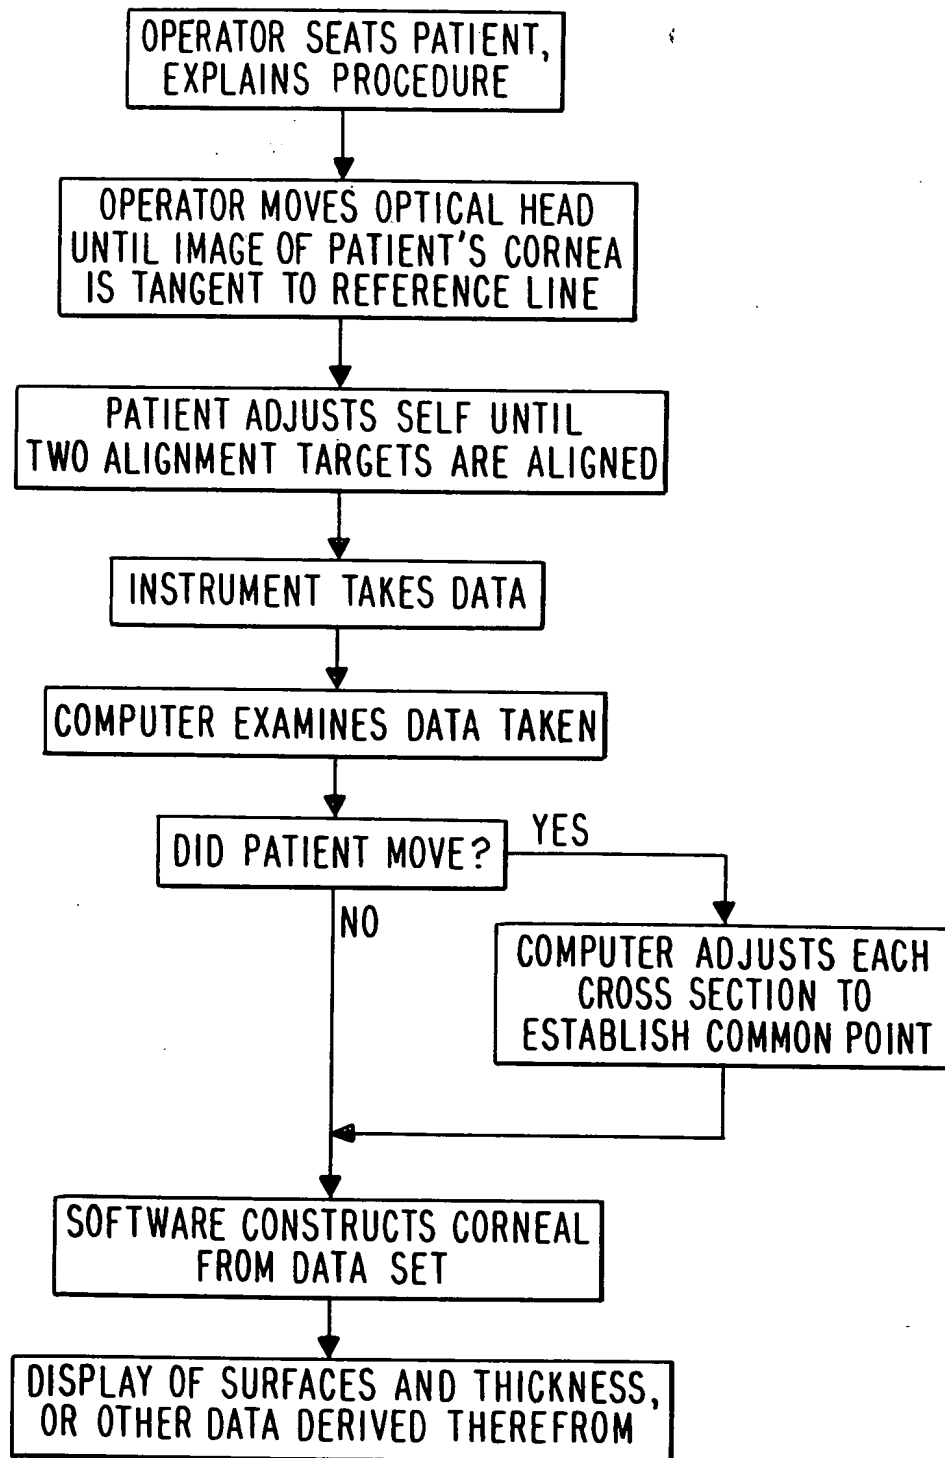 OPERATOR SEATS PATIENT,
EXPLAINS PROCEDURE
OPERATOR MOVES OPTICAL HEAD
UNTIL IMAGE OF PATIENT'S CORNEA
IS TANGENT TO REFERENCE LINE
PATIENT ADJUSTS SELF UNTIL
TWO ALIGNMENT TARGETS ARE ALIGNED
INSTRUMENT TAKES DATA
COMPUTER EXAMINES DATA TAKEN
DID PATIENT MOVE?
YES
NO
COMPUTER ADJUSTS EACH
CROSS SECTION TO
ESTABLISH COMMON POINT
SOFTWARE CONSTRUCTS CORNEAL
FROM DATA SET
DISPLAY OF SURFACES AND THICKNESS,
OR OTHER DATA DERIVED THEREFROM